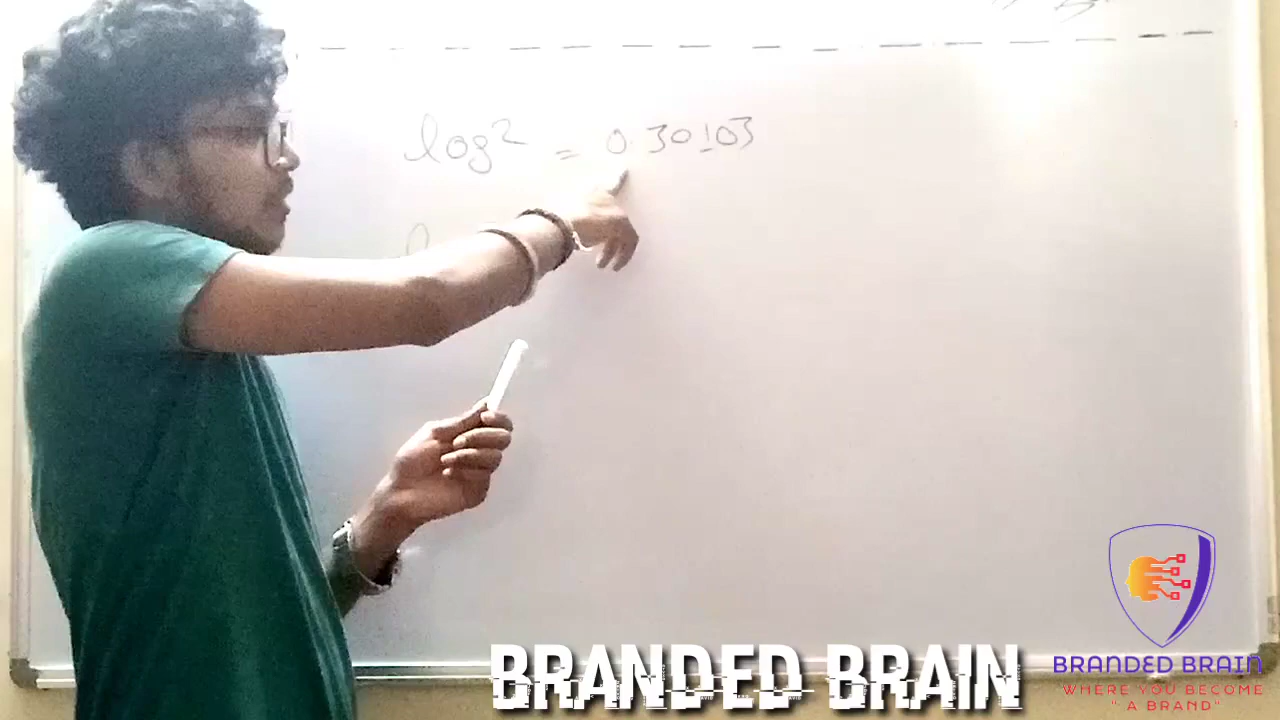 log2 = 0.30103
BRANDED BRAIN
BRANDED BRAIN
WHERE YOU BECOME
" A BRAND"